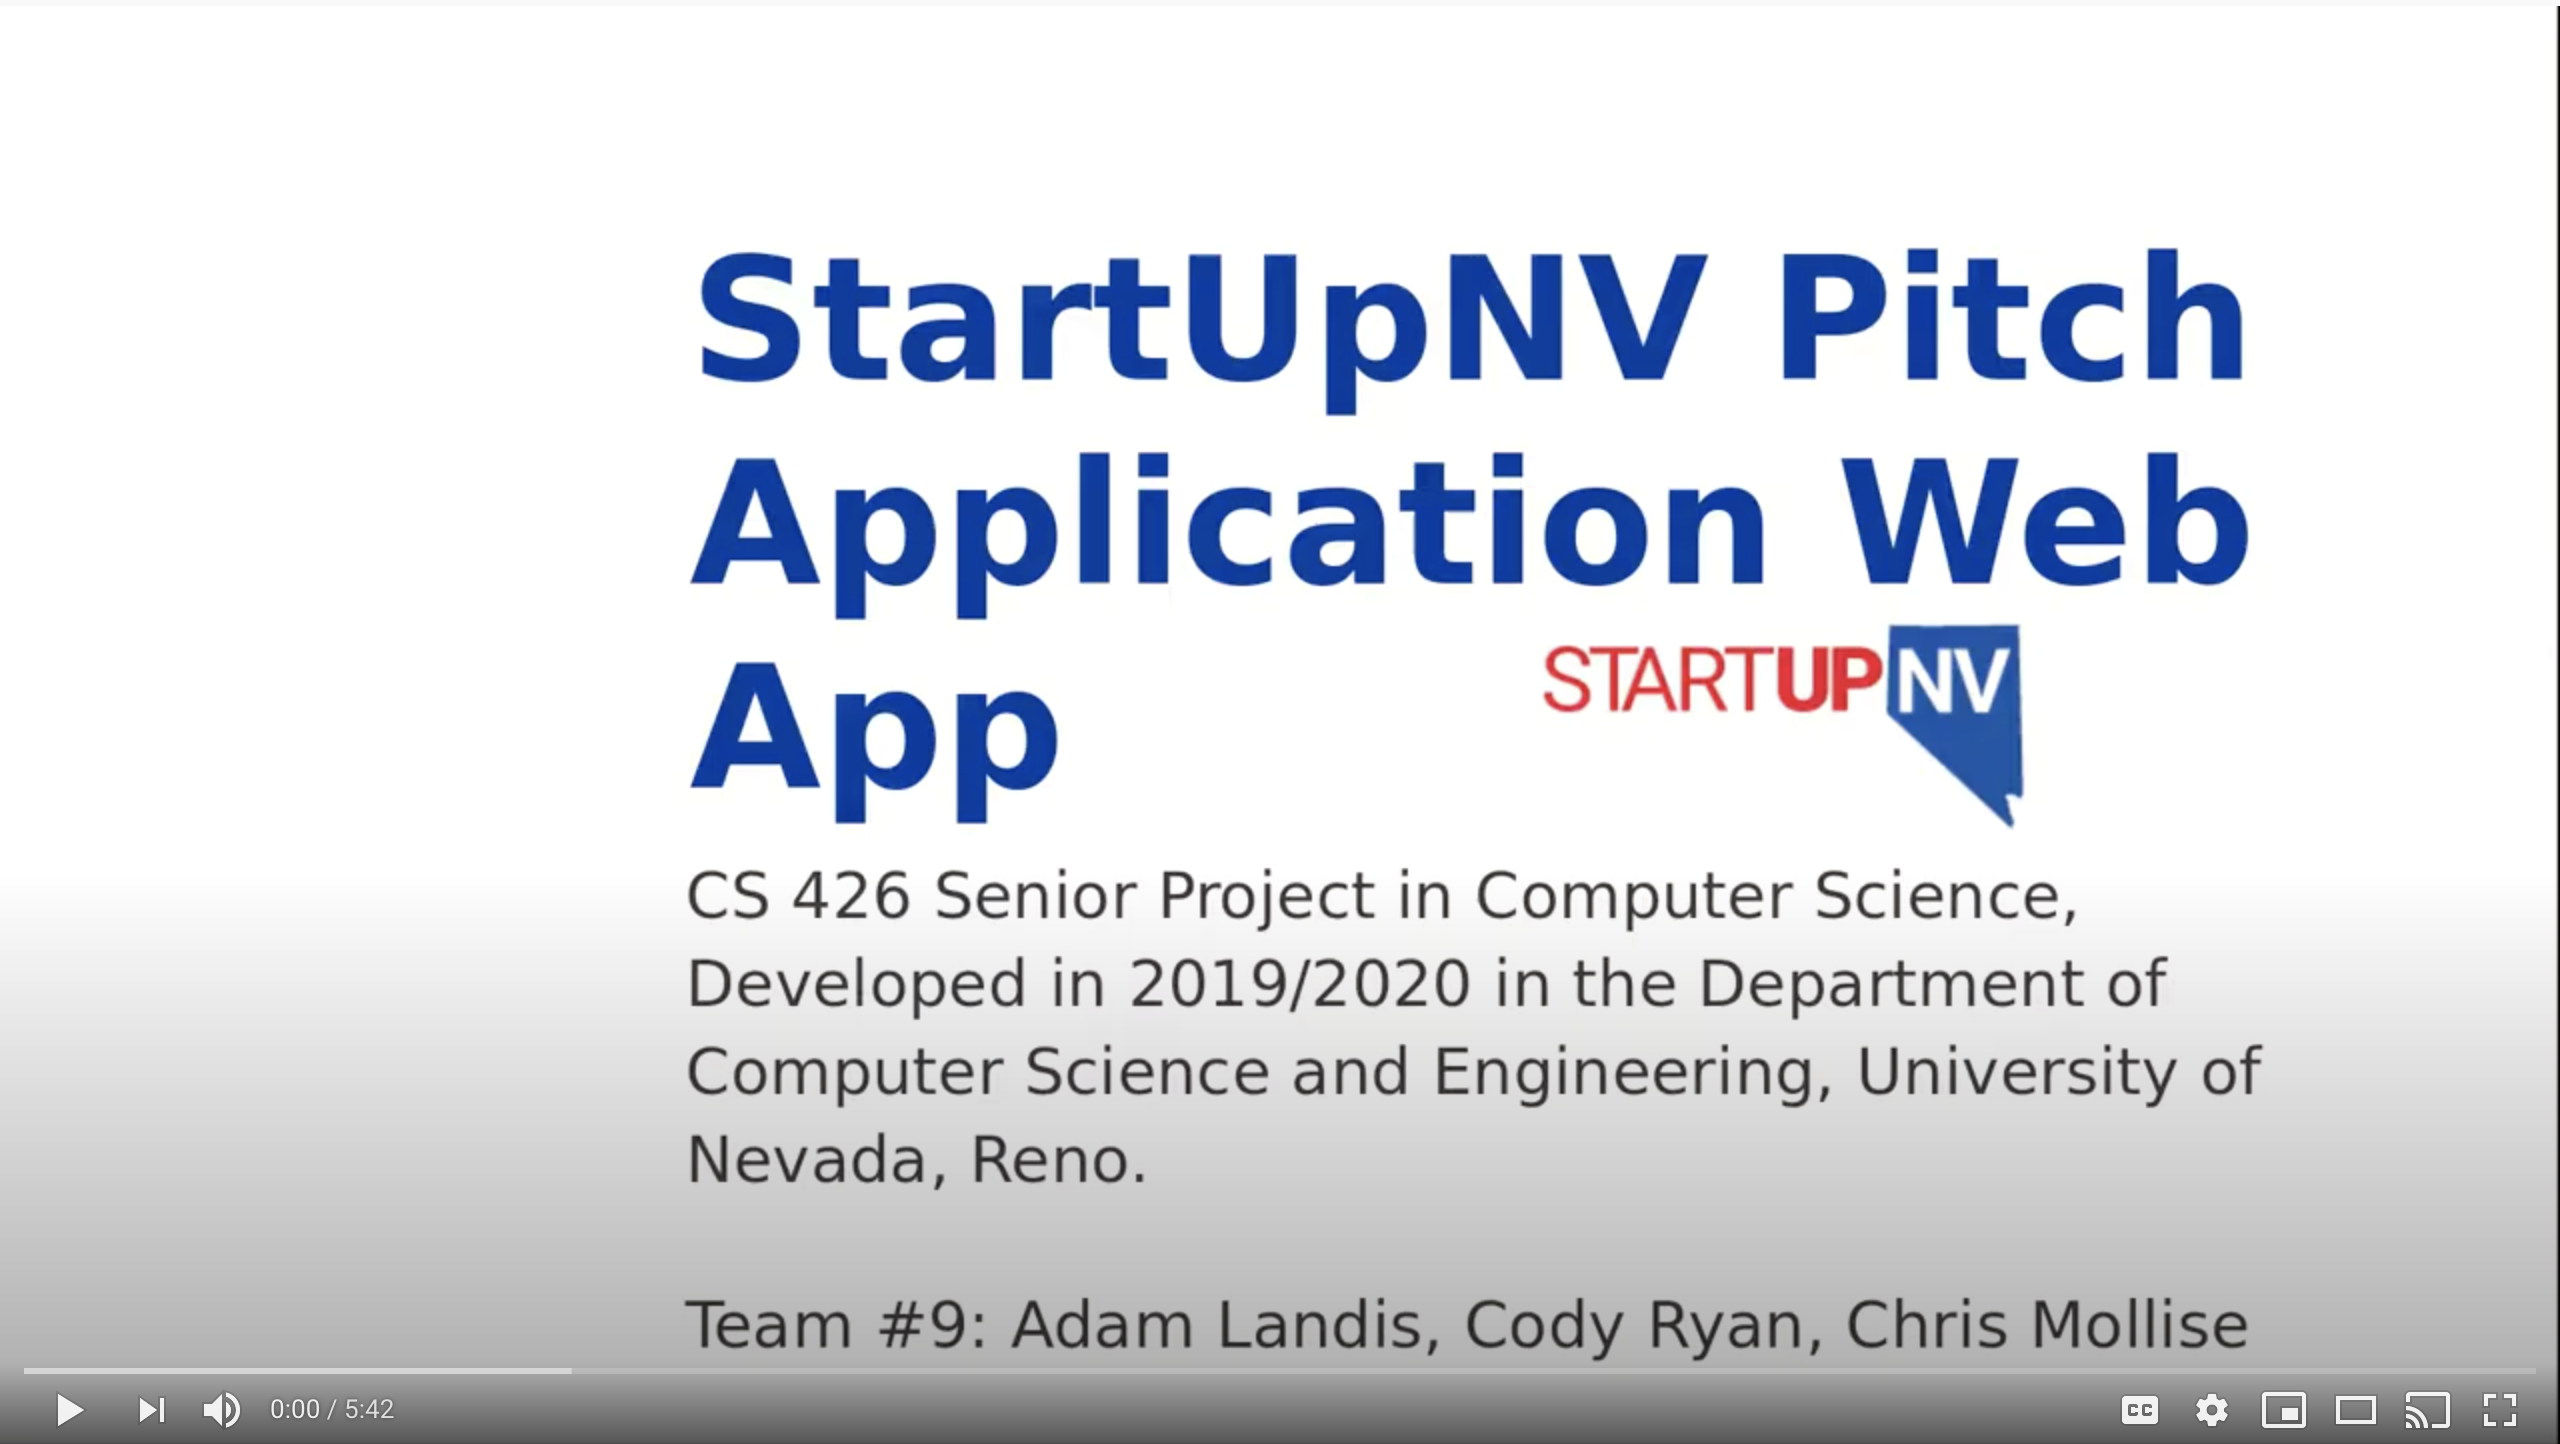 StartUpNV Pitch
Application Web
App
STARTUPNV
CS 426 Senior Project in Computer Science,
Developed in 2019/2020 in the Department of
Computer Science and Engineering, University of
Nevada, Reno.
Team #9: Adam Landis, Cody Ryan, Chris Mollise
0:00 / 5:42
CC